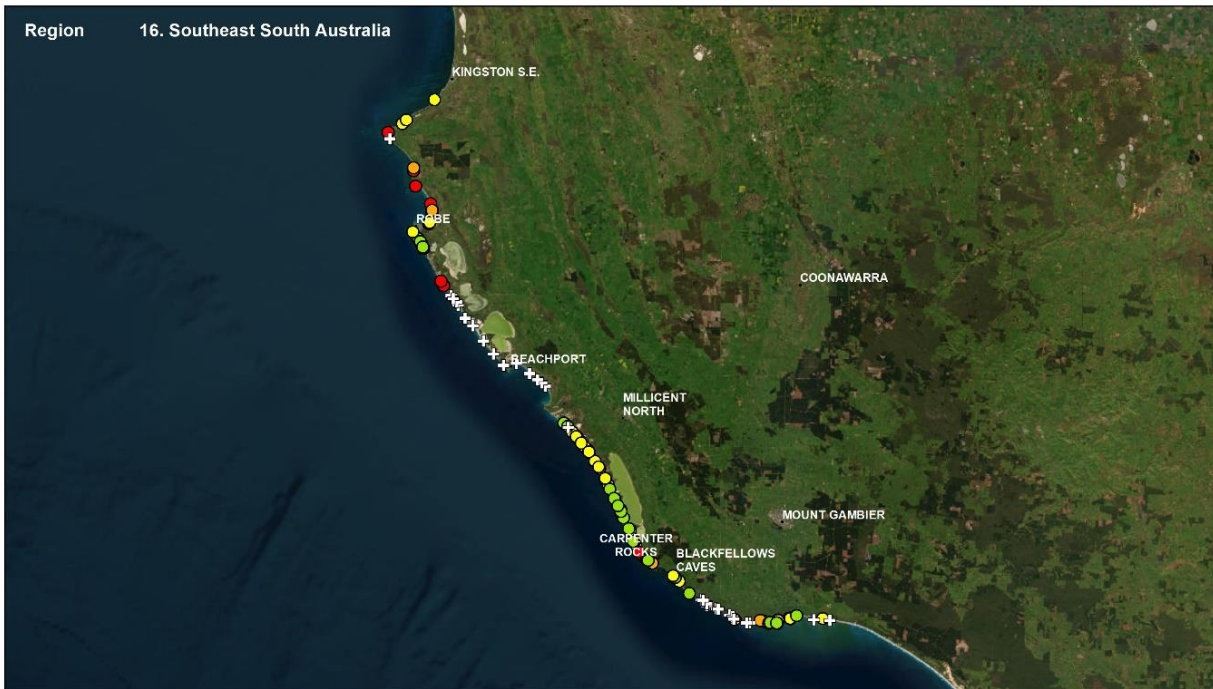 Region 16. Southeast South Australia
KINGSTON S.E.
ROBE
COONAWARRA
BEACHPORT
MILLICENT
NORTH
MOUNT GAMBIER
CARPENTER
ROCKS
BLACKFELLOWS
CAVES